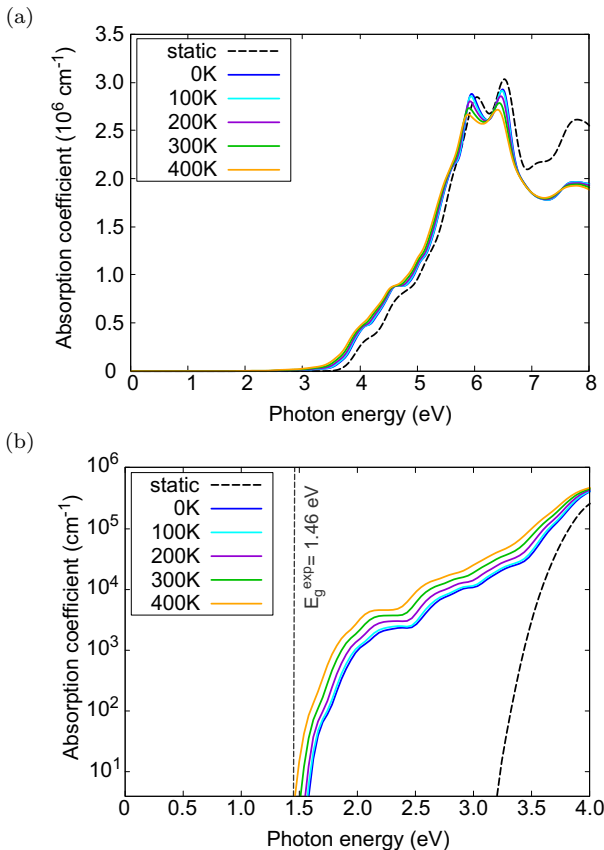 (a)
Absorption coefficient (10⁶ cm⁻¹)
3.5
3.0
2.5
2.0
1.5
1.0
0.5
0
static
0K
100K
200K
300K
400K
0 1 2 3 4 5 6 7 8
Photon energy (eV)
(b)
Absorption coefficient (cm⁻¹)
10⁶
10⁵
10⁴
10³
10²
10¹
static
0K
100K
200K
300K
400K
E_g^exp= 1.46 eV
0 0.5 1.0 1.5 2.0 2.5 3.0 3.5 4.0
Photon energy (eV)